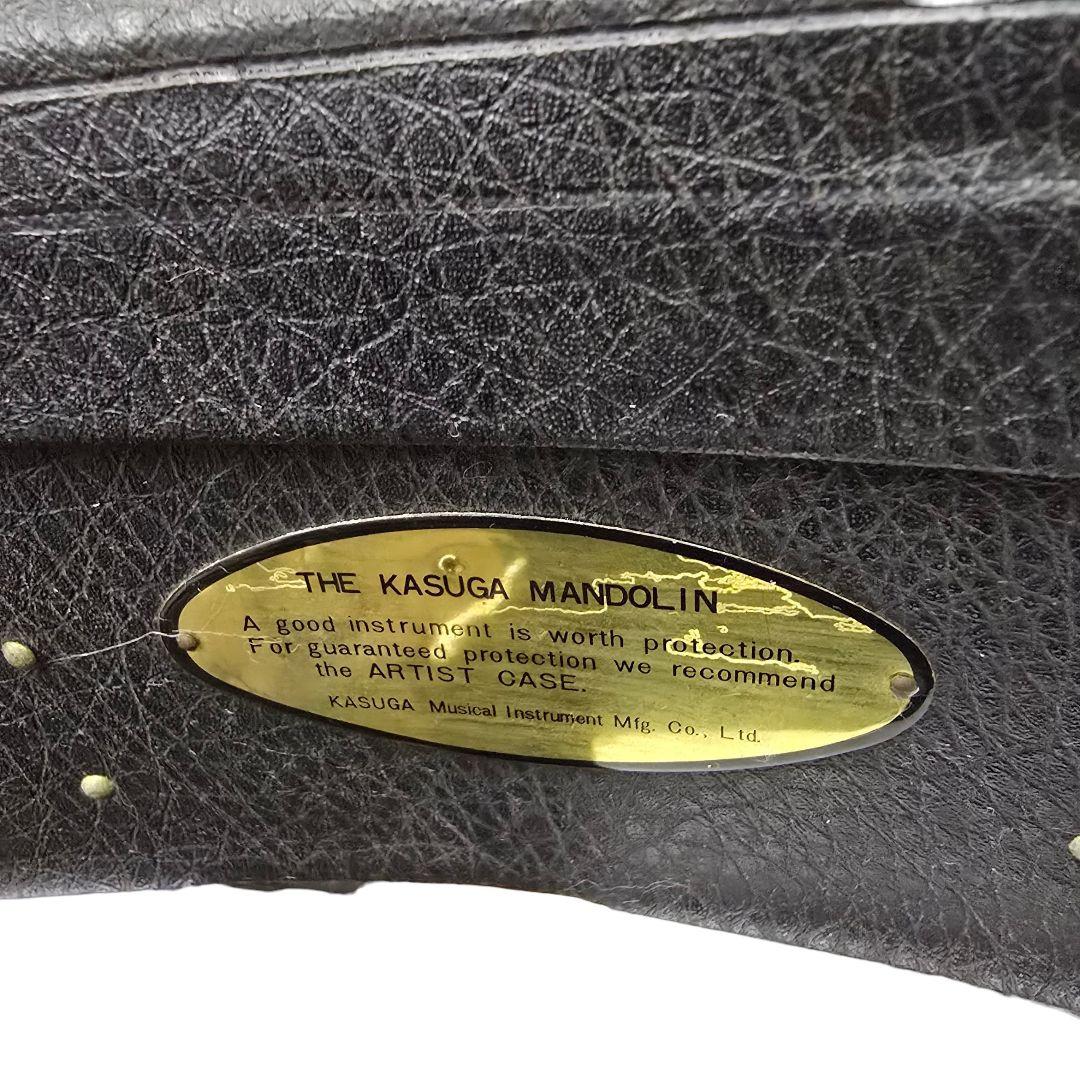 THE KASUGA MANDOLIN
A good instrument is worth protection.
For guaranteed protection we recommend
the ARTIST CASE.
KASUGA Musical Instrument Mfg. Co., Ltd.